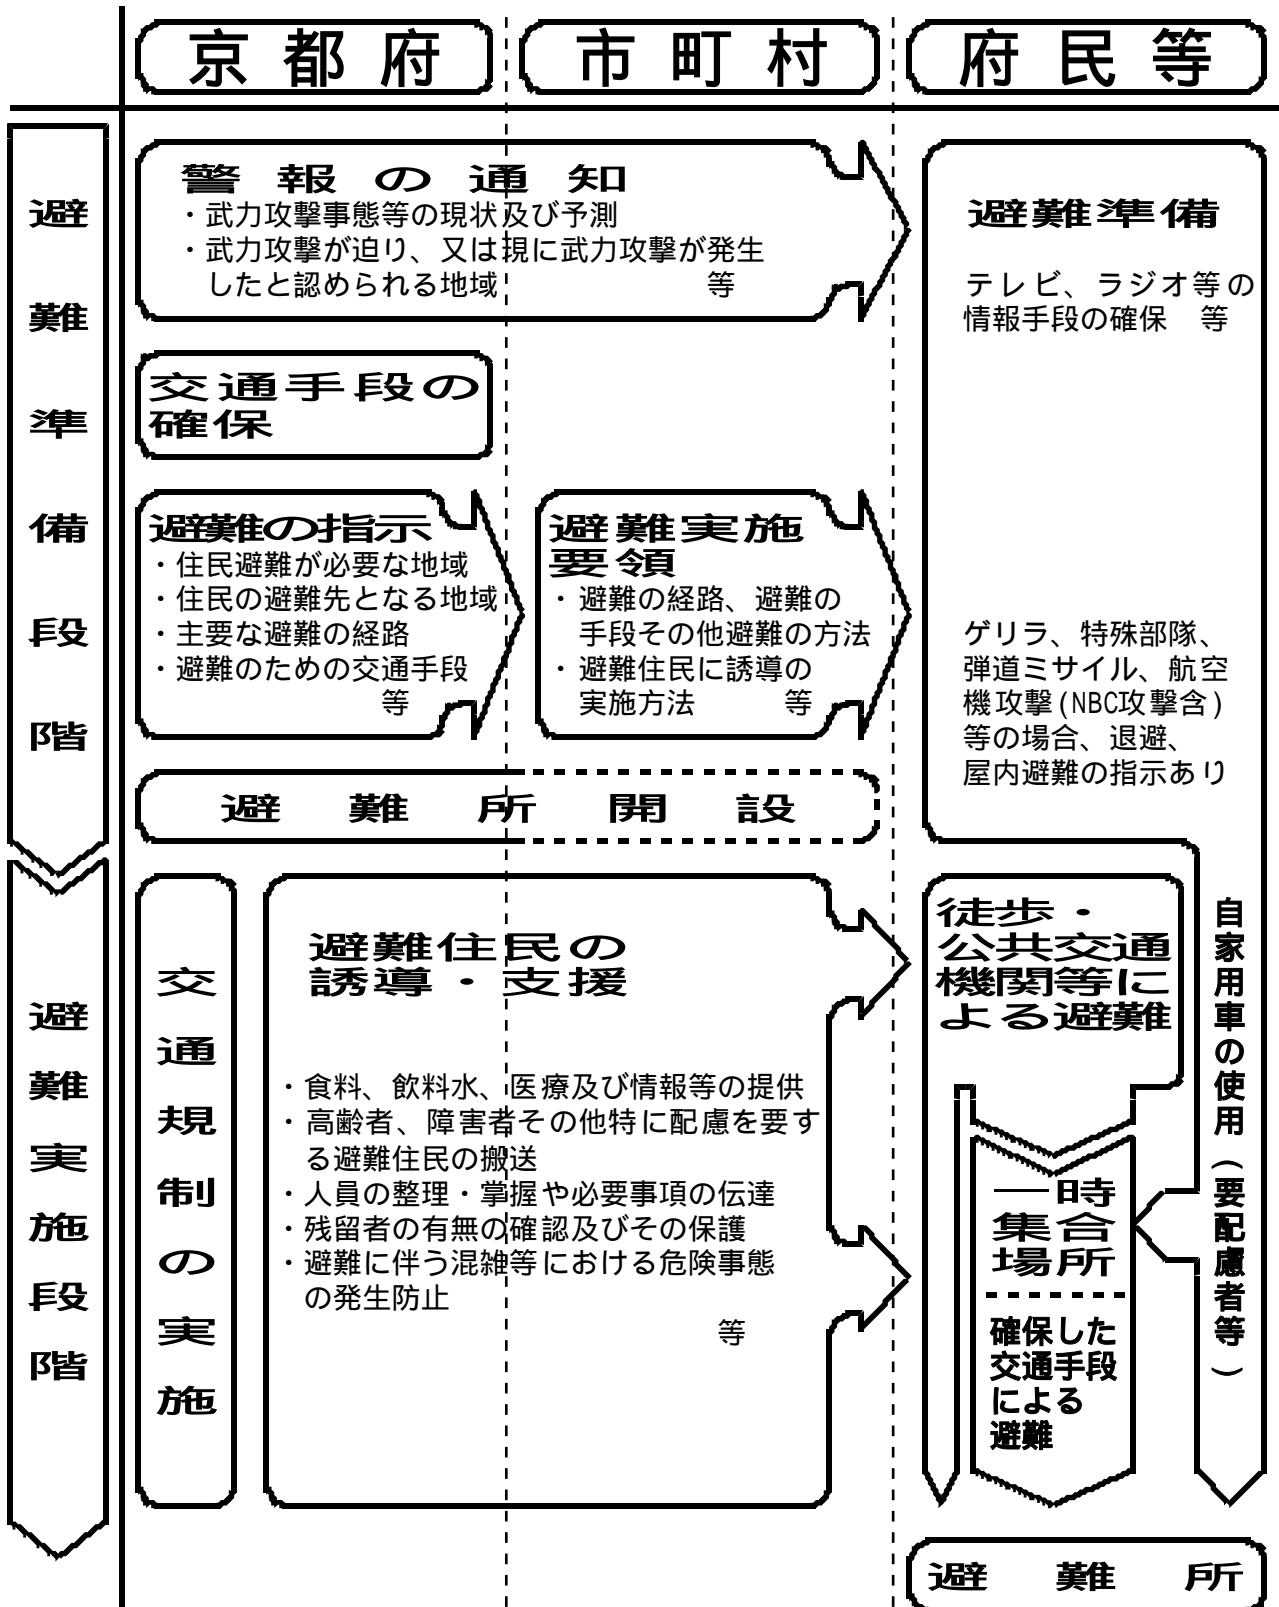 京都府
市町村
府民等
避難準備段階
警報の通知
・武力攻撃事態等の現状及び予測
・武力攻撃が迫り、又は現に武力攻撃が発生
したと認められる地域 等
交通手段の
確保
避難の指示
・住民避難が必要な地域
・住民の避難先となる地域
・主要な避難の経路
・避難のための交通手段
等
避難実施
要領
・避難の経路、避難の
手段その他避難の方法
・避難住民に誘導の
実施方法 等
避難所開設
避難準備
テレビ、ラジオ等の
情報手段の確保 等
ゲリラ、特殊部隊、
弾道ミサイル、航空
機攻撃(NBC攻撃含)
等の場合、退避、
屋内避難の指示あり
避難実施段階
交通規制の実施
避難住民の
誘導・支援
・食料、飲料水、医療及び情報等の提供
・高齢者、障害者その他特に配慮を要す
る避難住民の搬送
・人員の整理・掌握や必要事項の伝達
・残留者の有無の確認及びその保護
・避難に伴う混雑等における危険事態
の発生防止
等
徒歩・
公共交通
機関等に
よる避難
一時
集合
場所
確保した
交通手段
による
避難
自家用車の使用(要配慮者等)
避難所